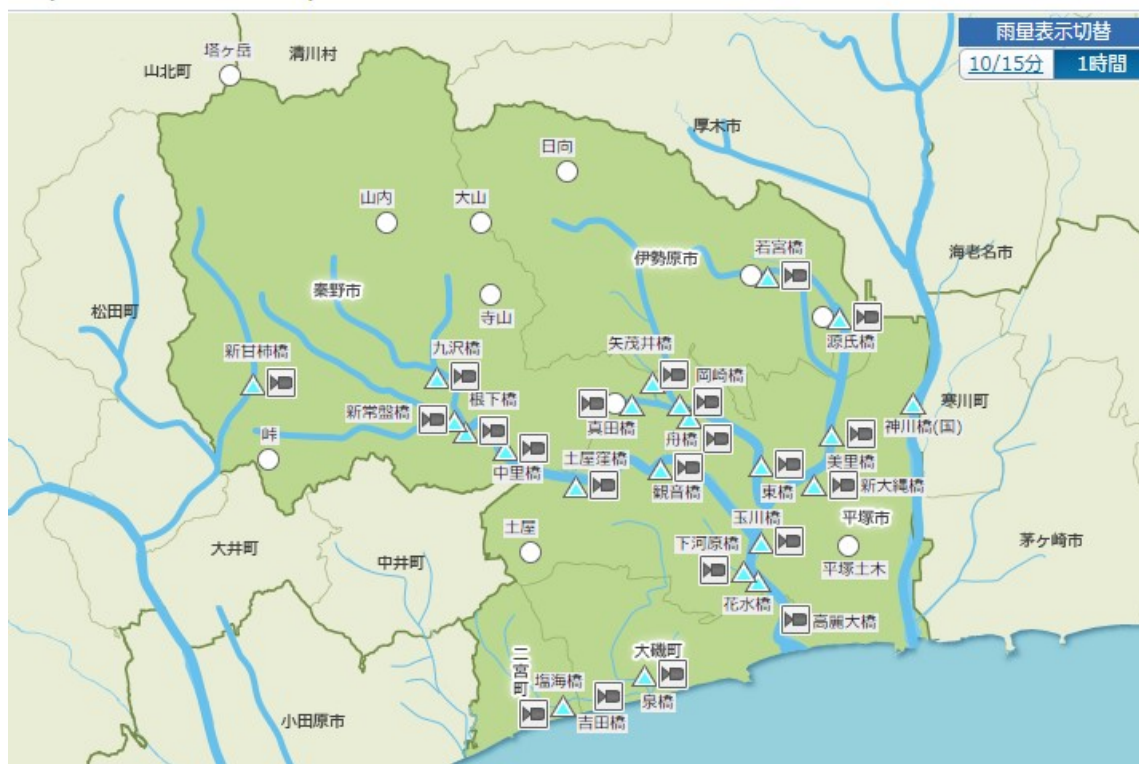 雨量表示切替
10/15分 1時間
塔ヶ岳
清川村
山北町
厚木市
日向
山内
大山
若宮橋
海老名市
伊勢原市
秦野市
松田町
寺山
源氏橋
矢茂井橋
新甘柿橋
九沢橋
岡崎橋
根下橋
寒川町
新常盤橋
真田橋
神川橋(国)
舟橋
峠
中里橋
土屋窪橋
美里橋
観音橋
東橋
新大縄橋
玉川橋
平塚市
土屋
下河原橋
大井町
中井町
茅ヶ崎市
平塚土木
花水橋
高麗大橋
二宮町
大磯町
塩海橋
泉橋
吉田橋
小田原市